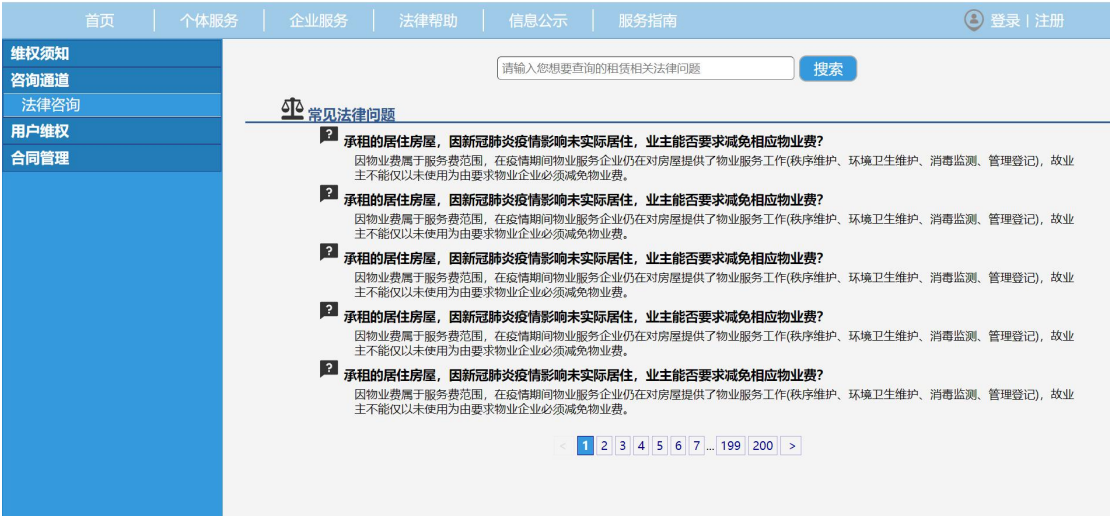 首页 个体服务 企业服务 法律帮助 信息公示 服务指南 登录 | 注册
维权须知
咨询通道
法律咨询
用户维权
合同管理
请输入您想要查询的租赁相关法律问题 搜索
常见法律问题
? 承租的居住房屋，因新冠肺炎疫情影响未实际居住，业主能否要求减免相应物业费？
因物业费属于服务费范围，在疫情期间物业服务企业仍在对房屋提供了物业服务工作(秩序维护、环境卫生维护、消毒监测、管理登记)，故业
主不能仅以未使用为由要求物业企业必须减免物业费。
? 承租的居住房屋，因新冠肺炎疫情影响未实际居住，业主能否要求减免相应物业费？
因物业费属于服务费范围，在疫情期间物业服务企业仍在对房屋提供了物业服务工作(秩序维护、环境卫生维护、消毒监测、管理登记)，故业
主不能仅以未使用为由要求物业企业必须减免物业费。
? 承租的居住房屋，因新冠肺炎疫情影响未实际居住，业主能否要求减免相应物业费？
因物业费属于服务费范围，在疫情期间物业服务企业仍在对房屋提供了物业服务工作(秩序维护、环境卫生维护、消毒监测、管理登记)，故业
主不能仅以未使用为由要求物业企业必须减免物业费。
? 承租的居住房屋，因新冠肺炎疫情影响未实际居住，业主能否要求减免相应物业费？
因物业费属于服务费范围，在疫情期间物业服务企业仍在对房屋提供了物业服务工作(秩序维护、环境卫生维护、消毒监测、管理登记)，故业
主不能仅以未使用为由要求物业企业必须减免物业费。
? 承租的居住房屋，因新冠肺炎疫情影响未实际居住，业主能否要求减免相应物业费？
因物业费属于服务费范围，在疫情期间物业服务企业仍在对房屋提供了物业服务工作(秩序维护、环境卫生维护、消毒监测、管理登记)，故业
主不能仅以未使用为由要求物业企业必须减免物业费。
< 1 2 3 4 5 6 7 ... 199 200 >